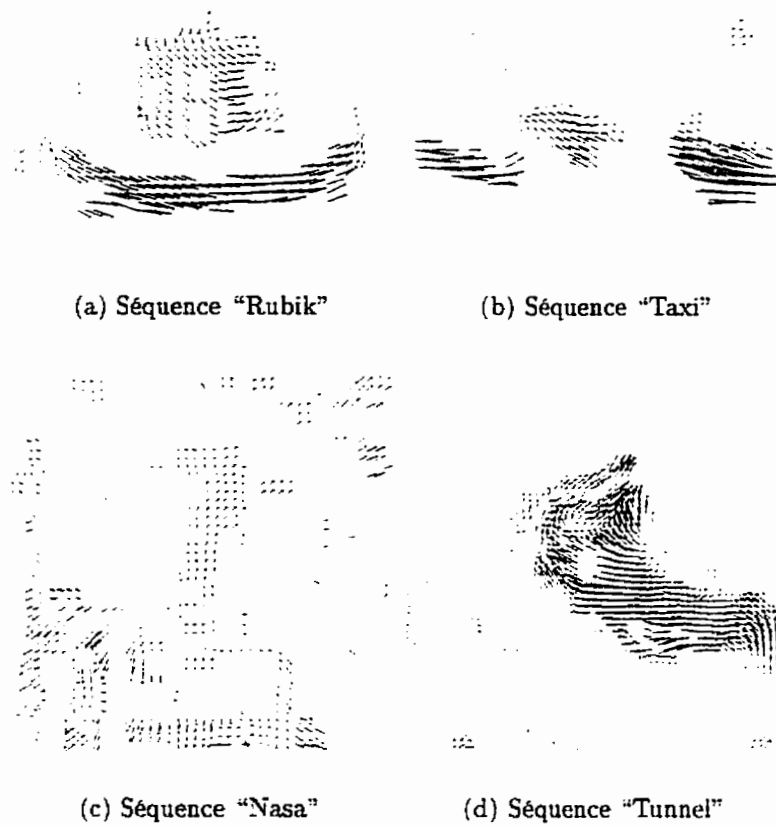 (a) Séquence “Rubik”
(b) Séquence “Taxi”
(c) Séquence “Nasa”
(d) Séquence “Tunnel”